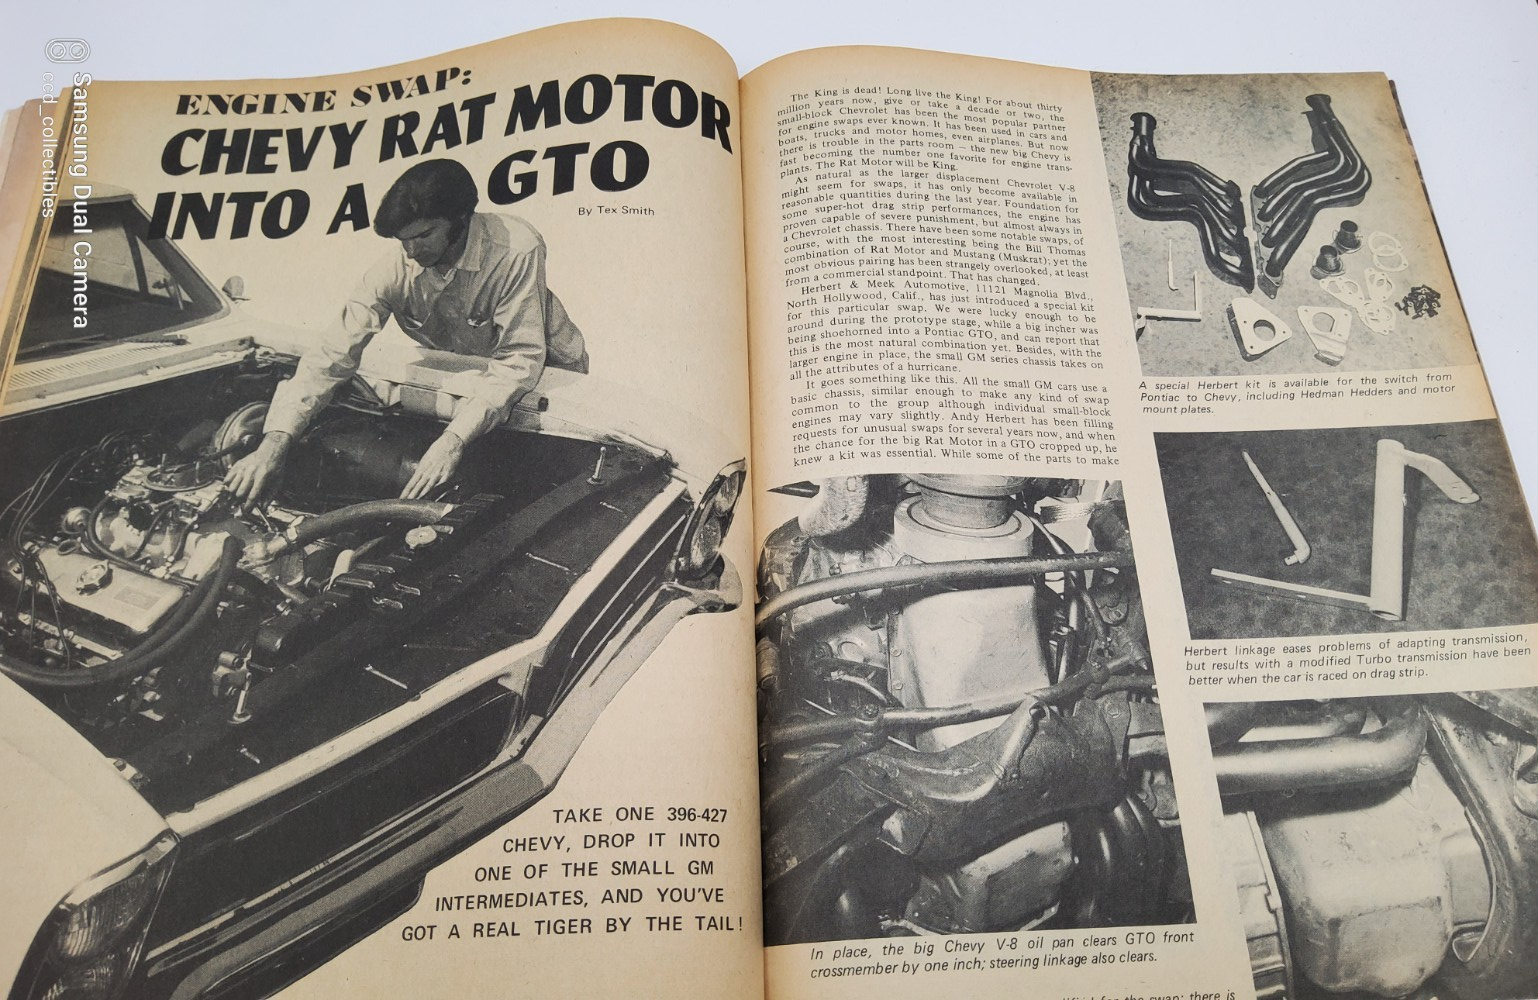 ENGINE SWAP:
CHEVY RAT MOTOR
INTO A GTO
By Tex Smith
TAKE ONE 396-427
CHEVY, DROP IT INTO
ONE OF THE SMALL GM
INTERMEDIATES, AND YOU'VE
GOT A REAL TIGER BY THE TAIL!
The King is dead! Long live the King! For about thirty
million years now, give or take a decade or two, the
small-block Chevrolet has been the most popular partner
for engine swaps ever known. It has been used in cars and
boats, trucks and motor homes, even airplanes. But now
there is trouble in the parts room — the new big Chevy is
fast becoming the number one favorite for engine trans-
plants. The Rat Motor will be King.
As natural as the larger displacement Chevrolet V-8
might seem for swaps, it has only become available in
reasonable quantities during the last year. Foundation for
some super-hot drag strip performances, the engine has
proven capable of severe punishment, but almost always in
a Chevrolet chassis. There have been some notable swaps, of
course, with the most interesting being the Bill Thomas
combination of Rat Motor and Mustang (Muskrat); yet the
most obvious pairing has been strangely overlooked, at least
from a commercial standpoint. That has changed.
Herbert & Meek Automotive, 11121 Magnolia Blvd.,
North Hollywood, Calif., has just introduced a special kit
for this particular swap. We were lucky enough to be
around during the prototype stage, while a big incher was
being shoehorned into a Pontiac GTO, and can report that
this is the most natural combination yet. Besides, with the
larger engine in place, the small GM series chassis takes on
all the attributes of a hurricane.
It goes something like this. All the small GM cars use a
basic chassis, similar enough to make any kind of swap
common to the group although individual small-block
engines may vary slightly. Andy Herbert has been filling
requests for unusual swaps for several years now, and when
the chance for the big Rat Motor in a GTO cropped up, he
knew a kit was essential. While some of the parts to make
A special Herbert kit is available for the switch from
Pontiac to Chevy, including Hedman Hedders and motor
mount plates.
Herbert linkage eases problems of adapting transmission,
but results with a modified Turbo transmission have been
better when the car is raced on drag strip.
In place, the big Chevy V-8 oil pan clears GTO front
crossmember by one inch; steering linkage also clears.
for the swap; there is
Samsung Dual Camera
ccd_collectibles